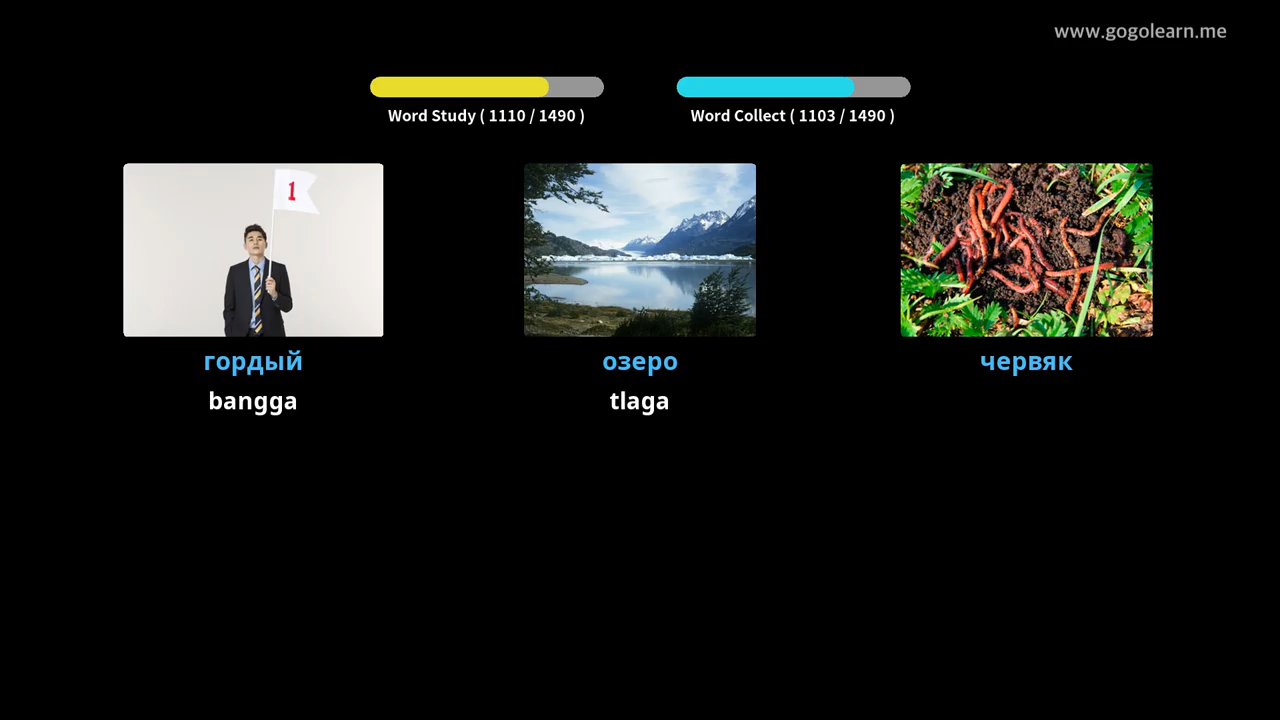 www.gogolearn.me
Word Study ( 1110 / 1490 )
Word Collect ( 1103 / 1490 )
1
гордый
озеро
червяк
bangga
tlaga